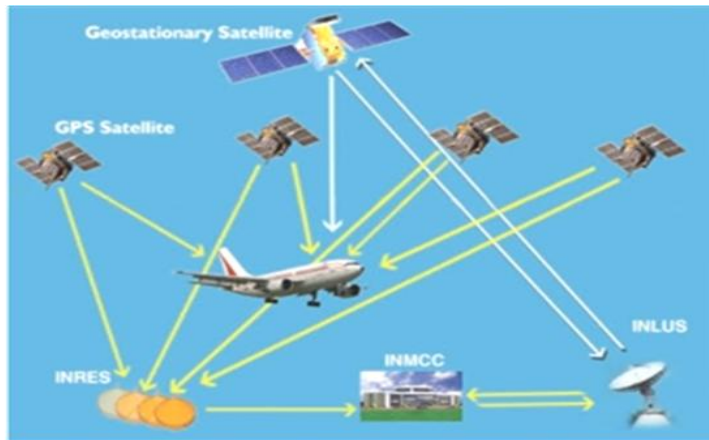 Geostationary Satellite
GPS Satellite
INLUS
INRES
INMCC